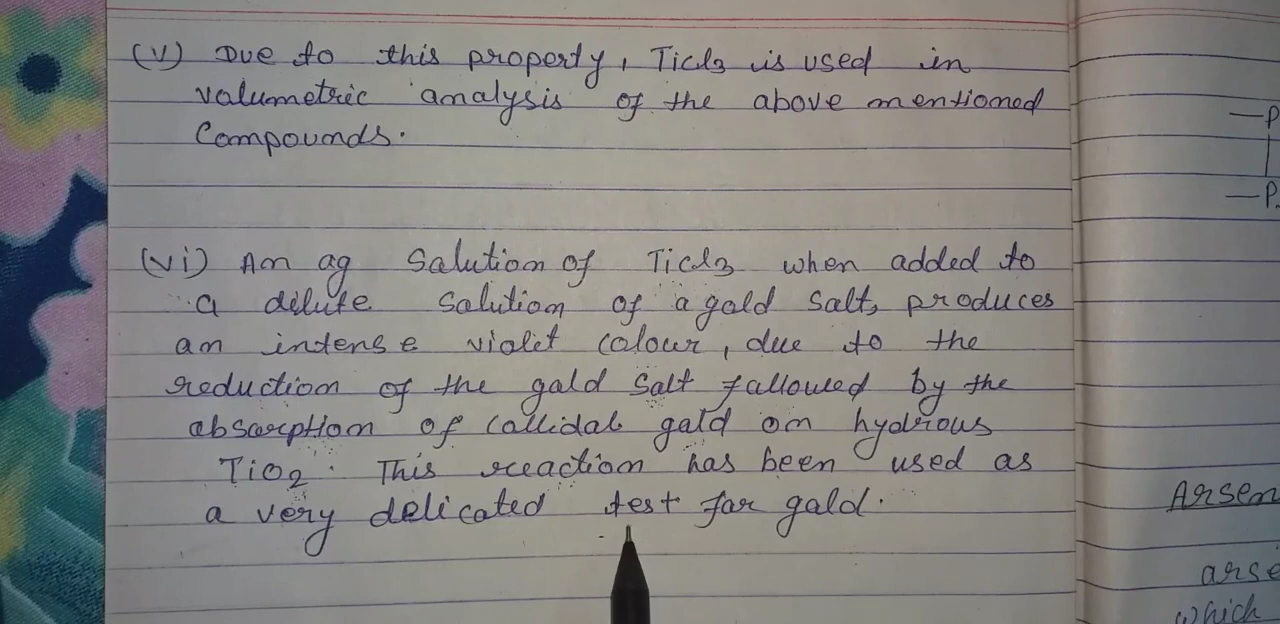 (V) Due to this property, Ticl3 is used in
valumetric analysis of the above mentioned
Compounds.
(vi) An aq Salution of Ticl3 when added to
a dilute Salution of a gald Salt, produces
an intense vialet Colour, due to the
reduction of the gald Salt fallowed by the
absorption of Callidal gald on hydrious
TiO2. This reaction has been used as
a very delicated test far gald.
—P
—P
Arsen
arse
which